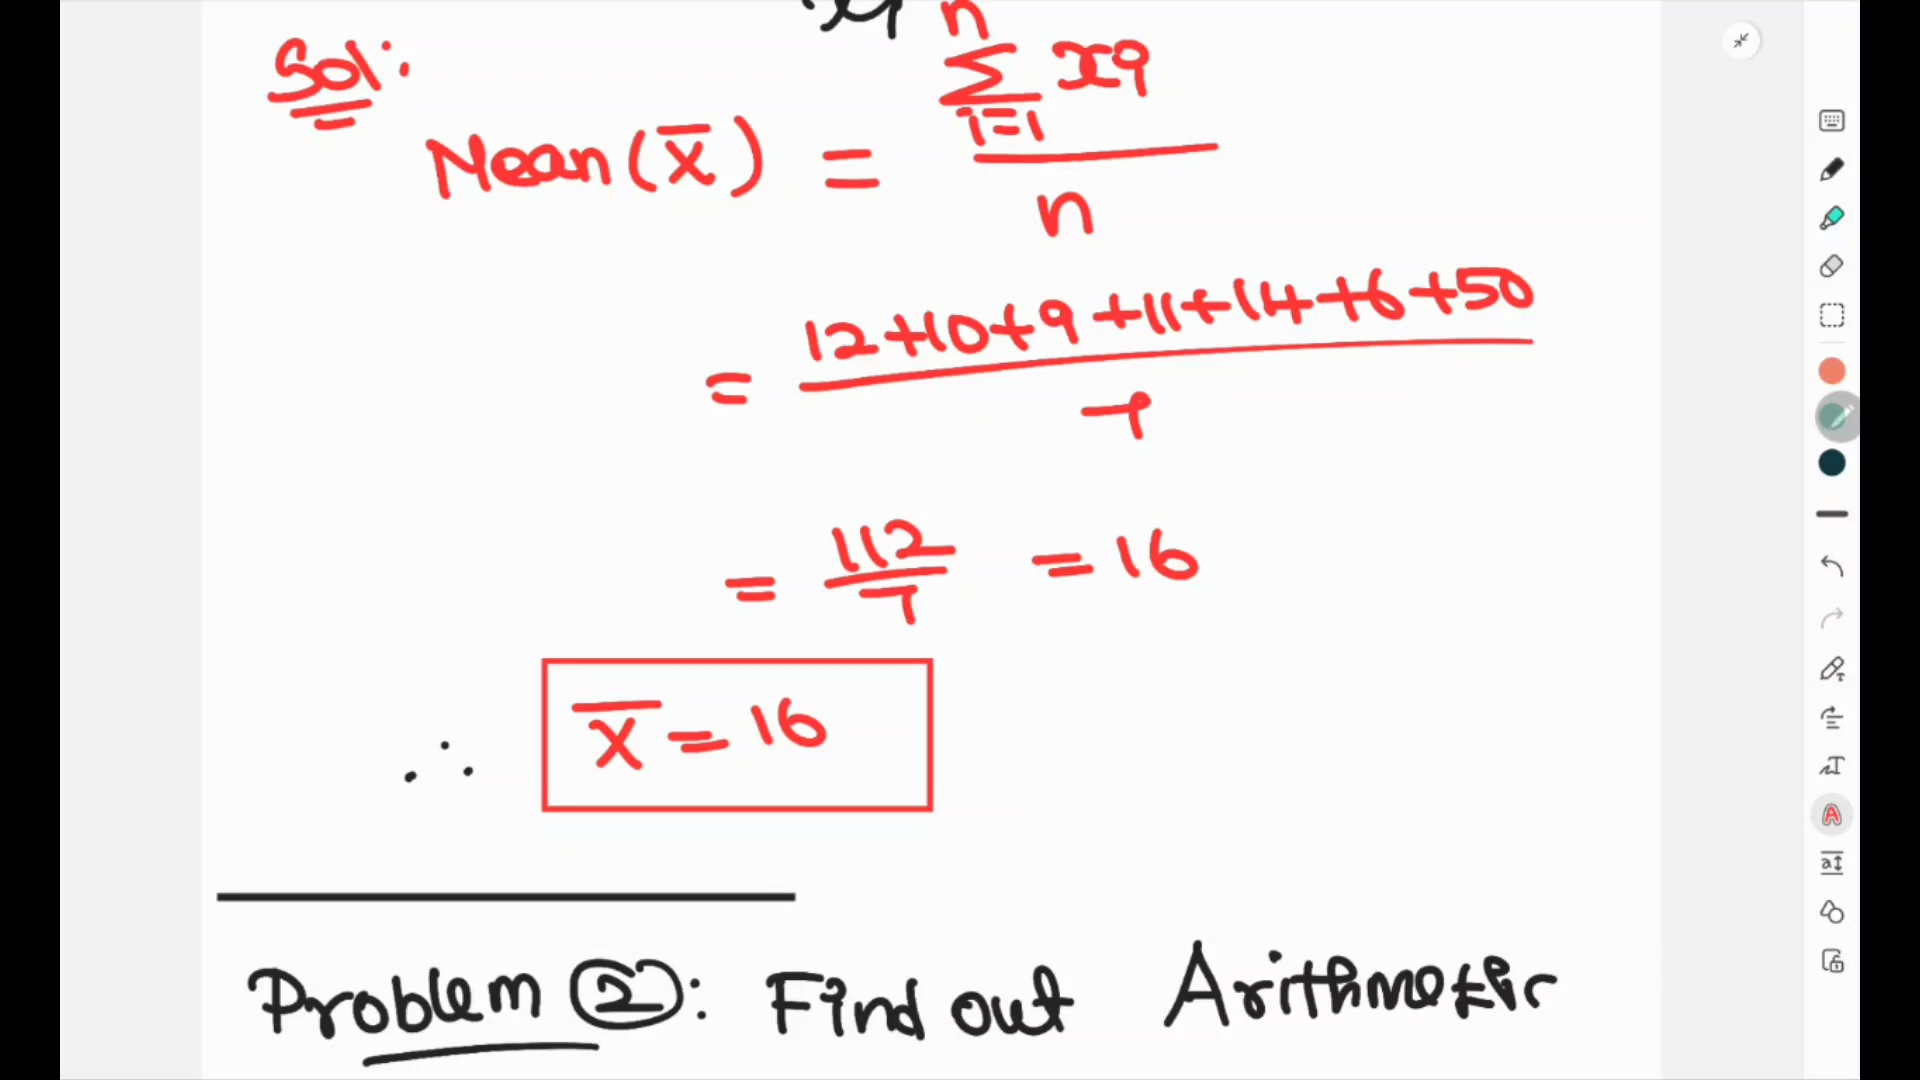 Sol:
Mean(x̄) = n Σ i=1 xi / n
= 12+10+9+11+14+6+50 / 7
= 112 / 7 = 16
∴ x̄ = 16
Problem ②: Find out Arithmetic